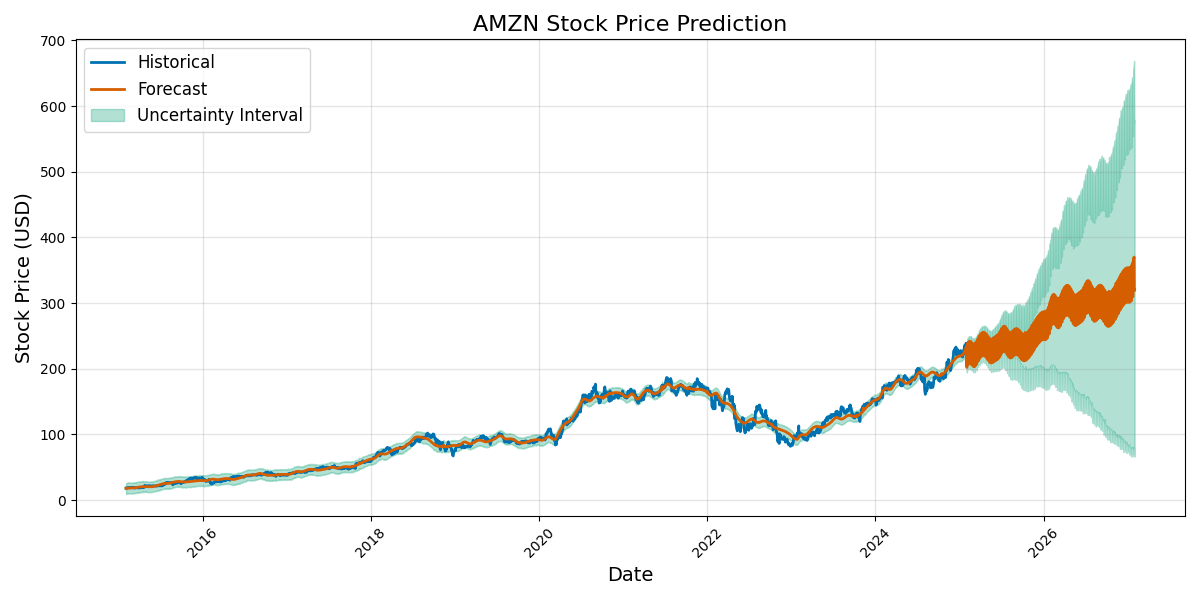 AMZN Stock Price Prediction
Historical
Forecast
Uncertainty Interval
Stock Price (USD)
700
600
500
400
300
200
100
0
2016
2018
2020
2022
2024
2026
Date